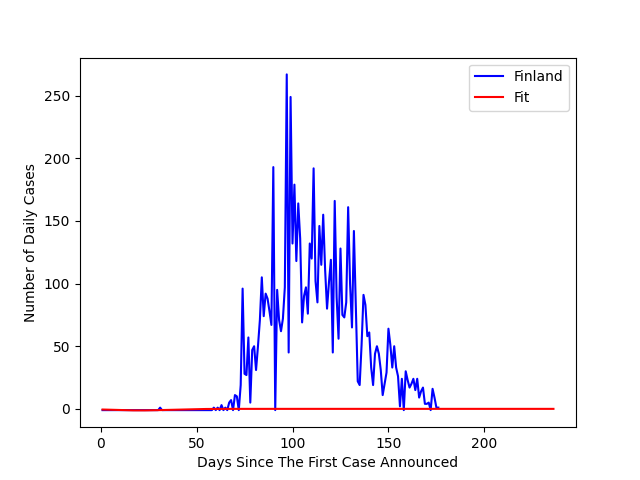 Finland
Fit
250
200
150
100
50
0
Number of Daily Cases
0 50 100 150 200
Days Since The First Case Announced